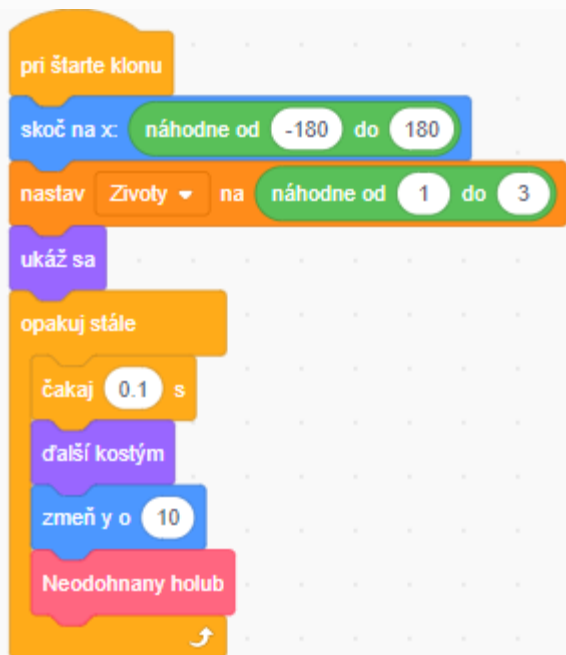 pri štarte klonu
skoč na x: náhodne od -180 do 180
nastav Zivoty na náhodne od 1 do 3
ukáž sa
opakuj stále
čakaj 0.1 s
ďalší kostým
zmeň y o 10
Neodohnany holub